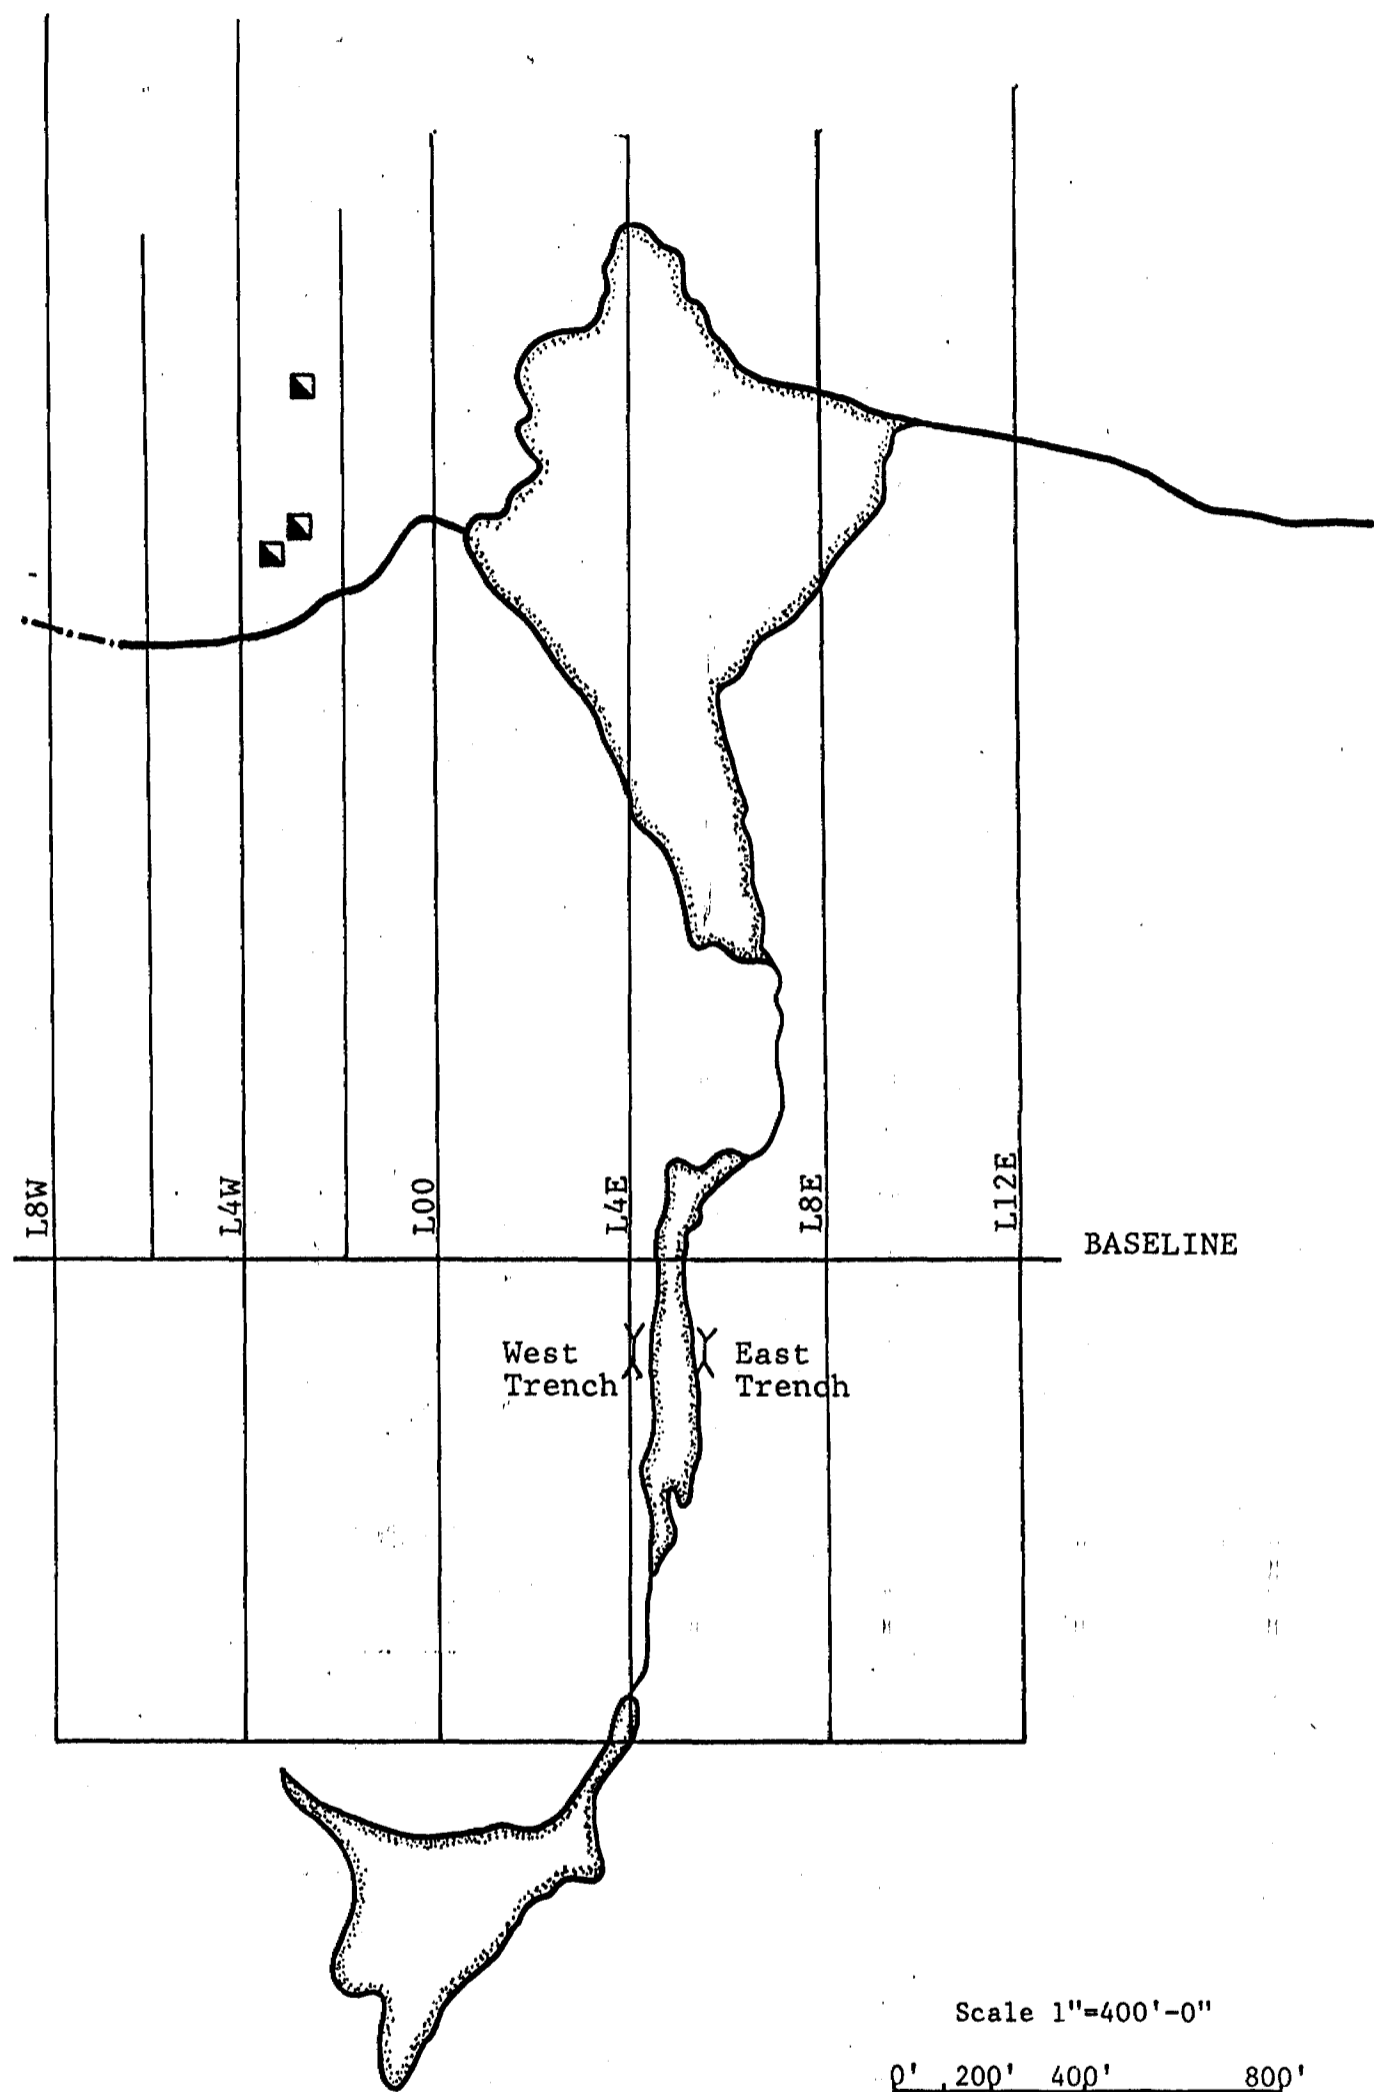 L8W
L4W
L00
L4E
L8E
L12E
BASELINE
West
Trench
East
Trench
Scale 1"=400'-0"
0' 200' 400' 800'